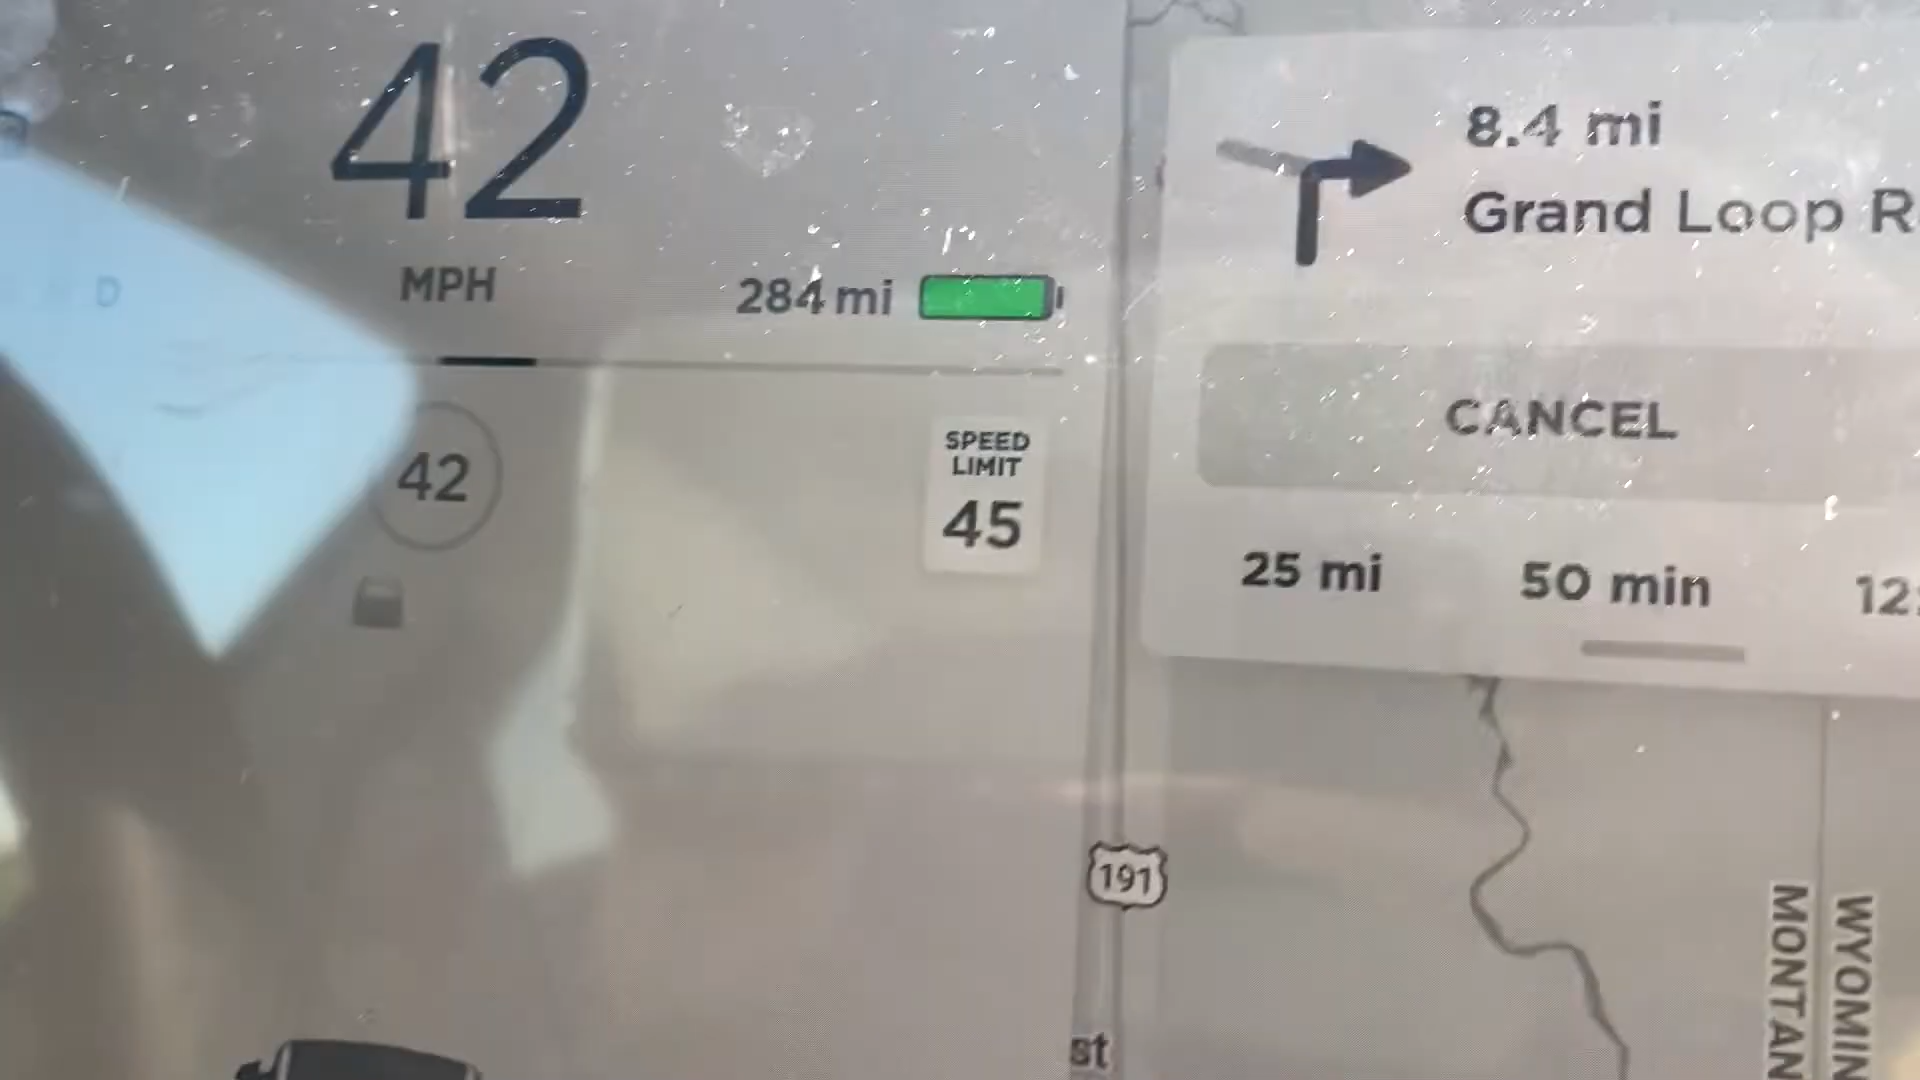 42
MPH
D
284 mi
42
SPEED
LIMIT
45
8.4 mi
Grand Loop R
CANCEL
25 mi
50 min
12:
191
st
MONTAN
WYOMIN